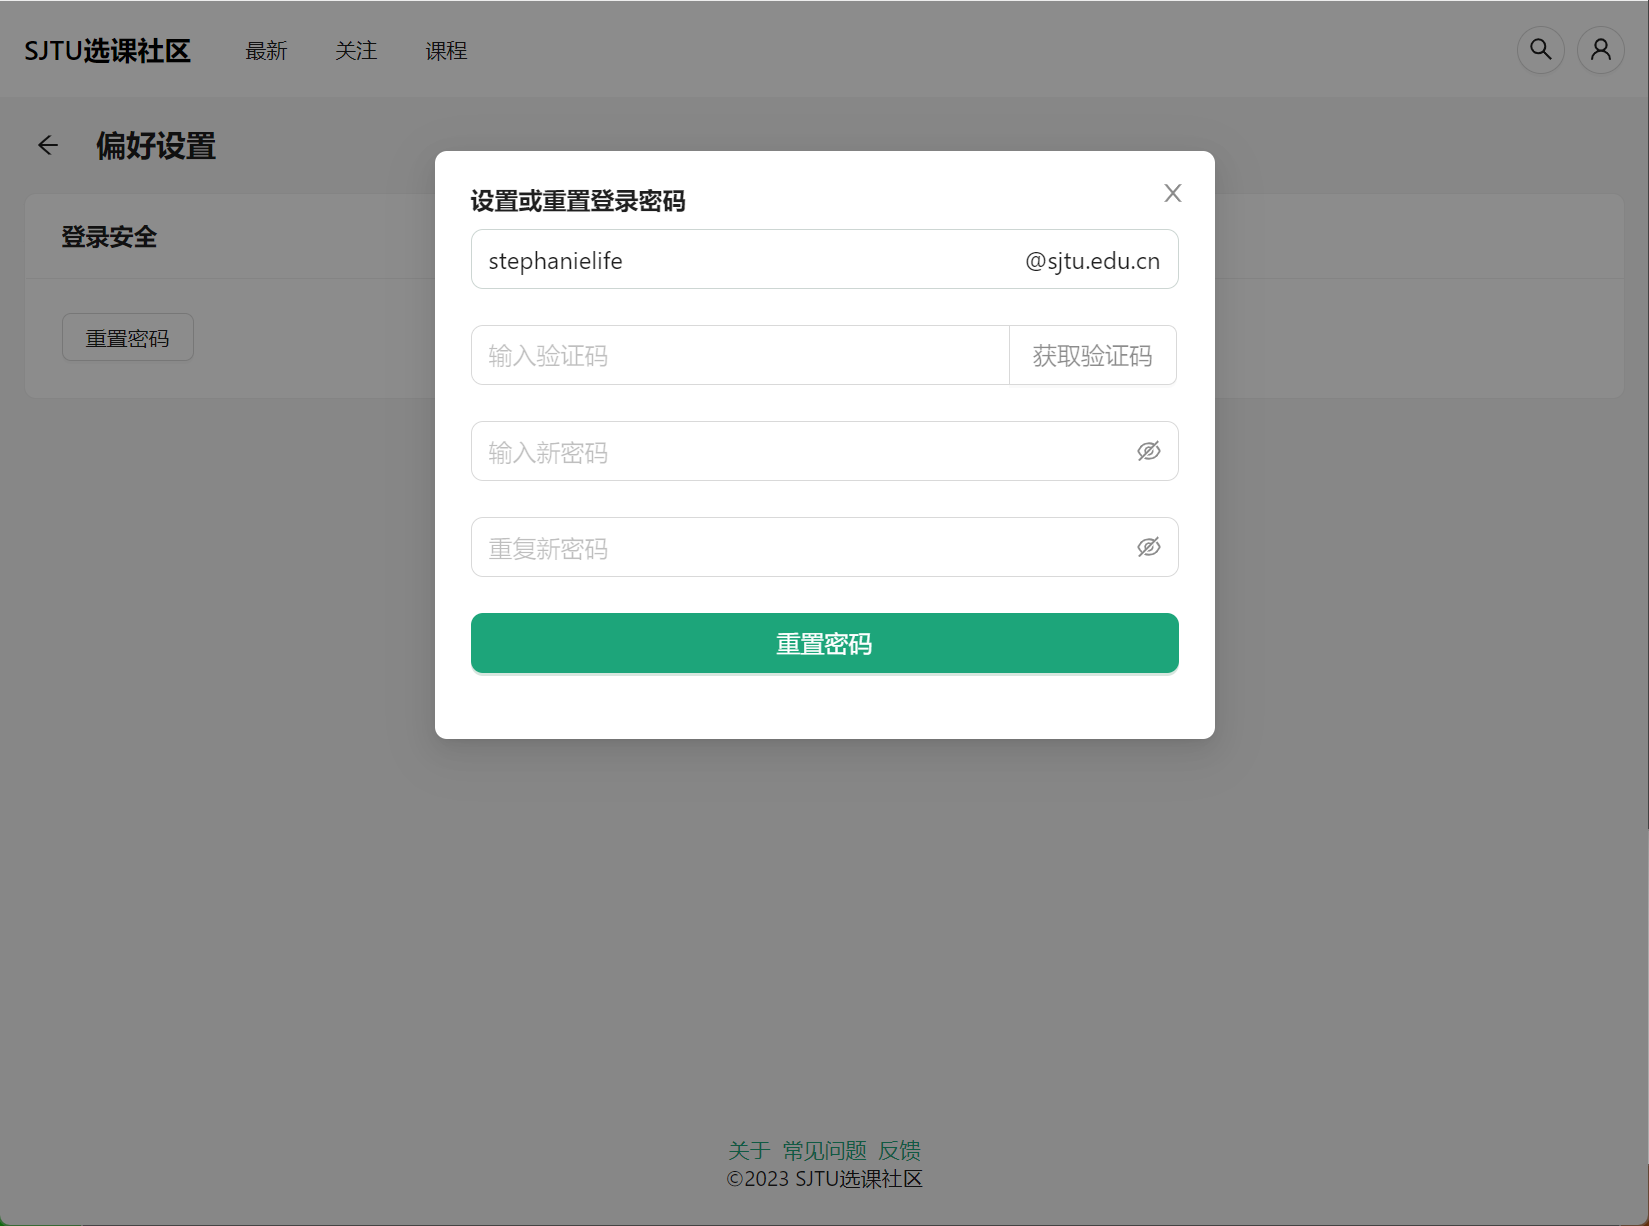 SJTU选课社区 最新 关注 课程
偏好设置
登录安全
重置密码
设置或重置登录密码
stephanielife @sjtu.edu.cn
输入验证码 获取验证码
输入新密码
重复新密码
重置密码
关于 常见问题 反馈
©2023 SJTU选课社区